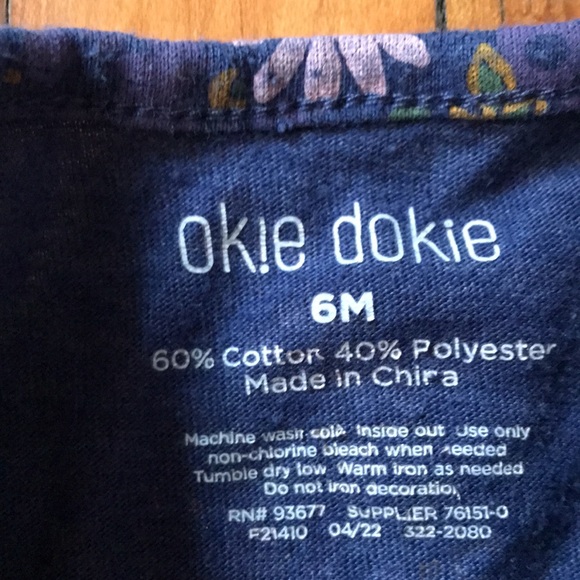 ok!e dokie
6M
60% Cotton 40% Polyester
Made in China
Machine wash cold Inside out Use only
non-chlorine bleach when needed
Tumble dry low Warm iron as needed
Do not iron decoration
RN# 93677 SUPPLIER 76151-0
F21410 04/22 322-2080